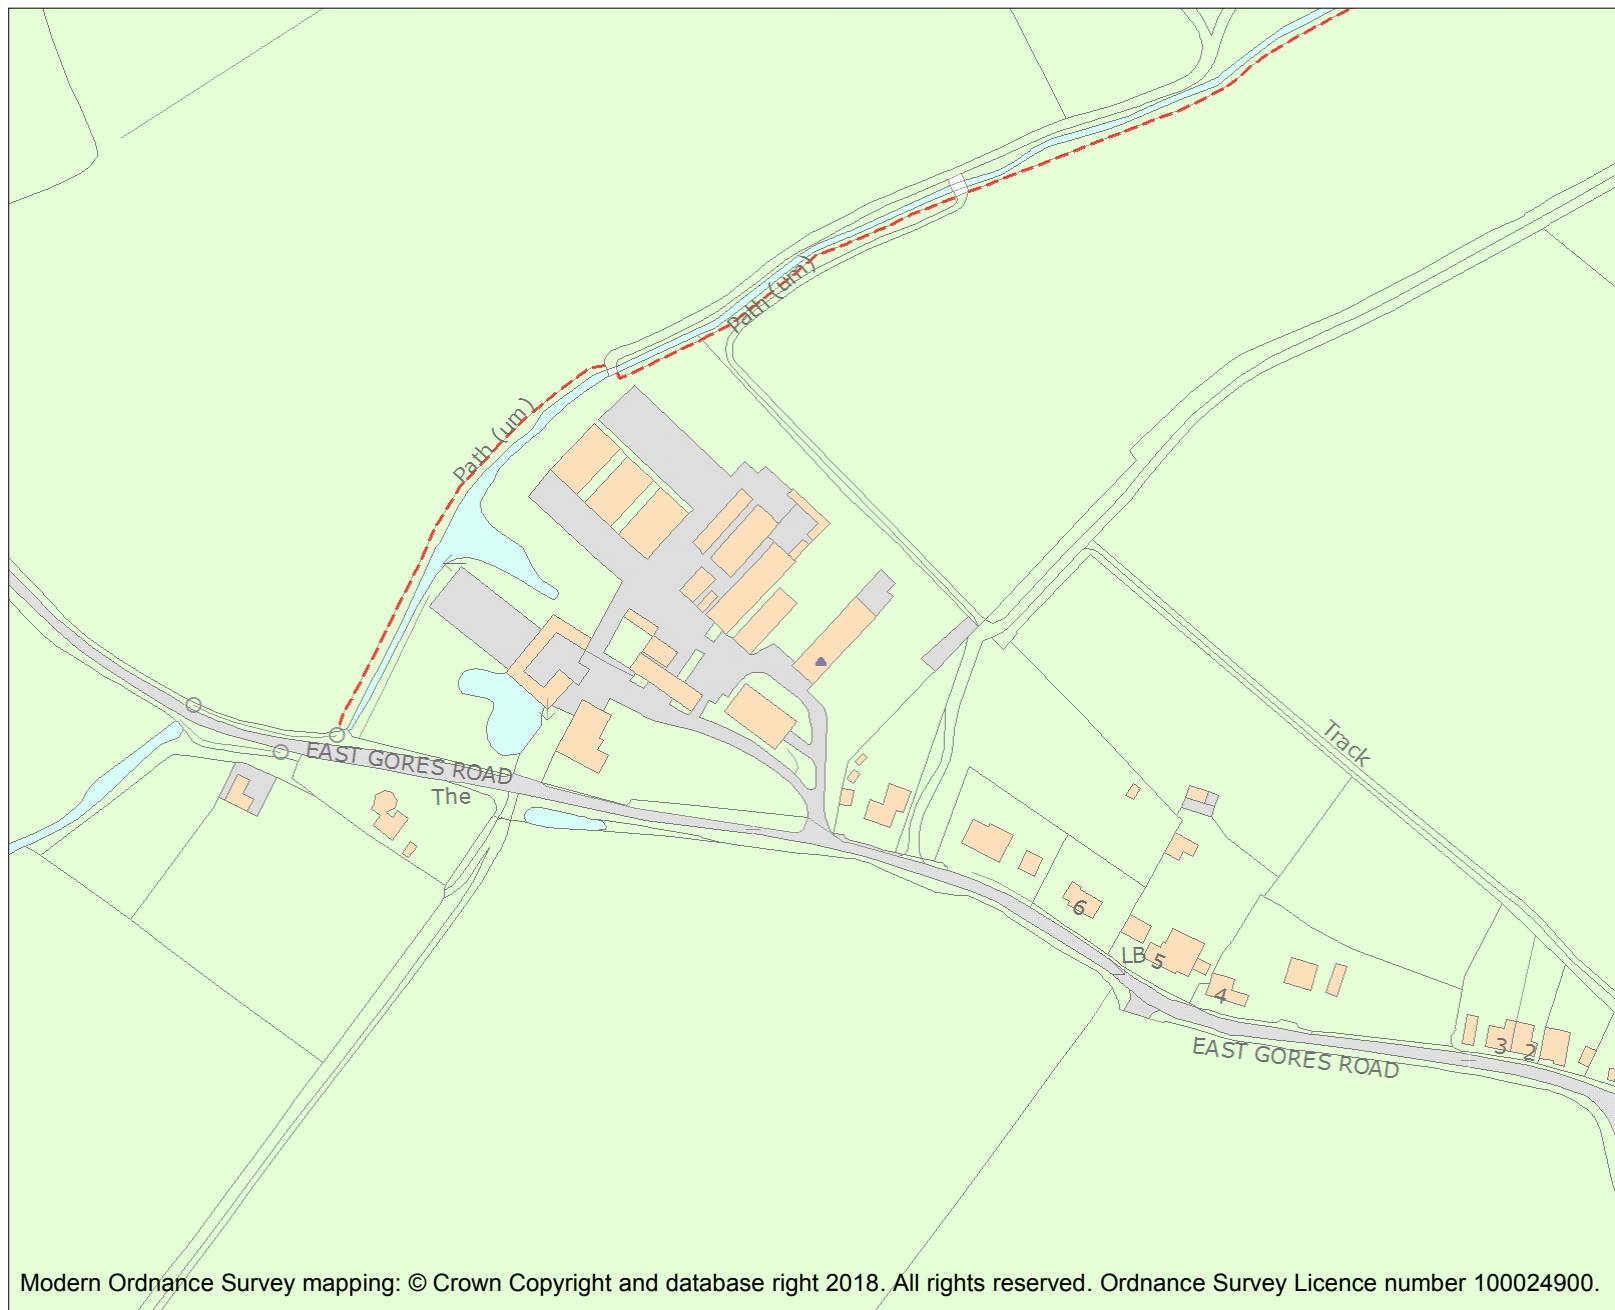 Path (um)
Path (um)
EAST GORES ROAD
The
Track
6
LB
5
4
EAST GORES ROAD
3
2
Modern Ordnance Survey mapping: © Crown Copyright and database right 2018. All rights reserved. Ordnance Survey Licence number 100024900.